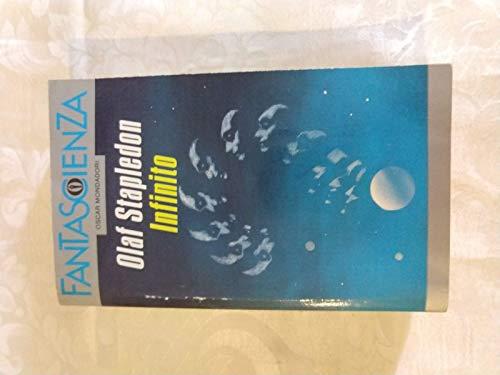 FANTASCIENZA
OSCAR MONDADORI
Olaf Stapledon
Infinito